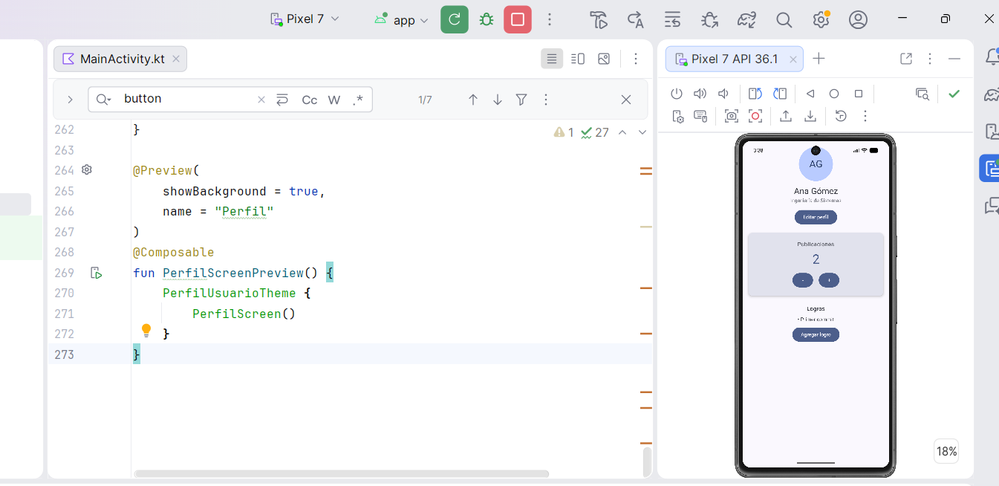 Pixel 7
app
MainActivity.kt
Pixel 7 API 36.1
button
Cc W .*
1/7
262 }
1 27
263
264 @Preview(
265 showBackground = true,
266 name = "Perfil"
267 )
268 @Composable
269 fun PerfilScreenPreview() {
270 PerfilUsuarioTheme {
271 PerfilScreen()
272 }
273 }
3:38
AG
Ana Gómez
Ingeniería de Sistemas
Editar perfil
Publicaciones
2
- +
Logros
• Primer commit
Agregar logro
18%